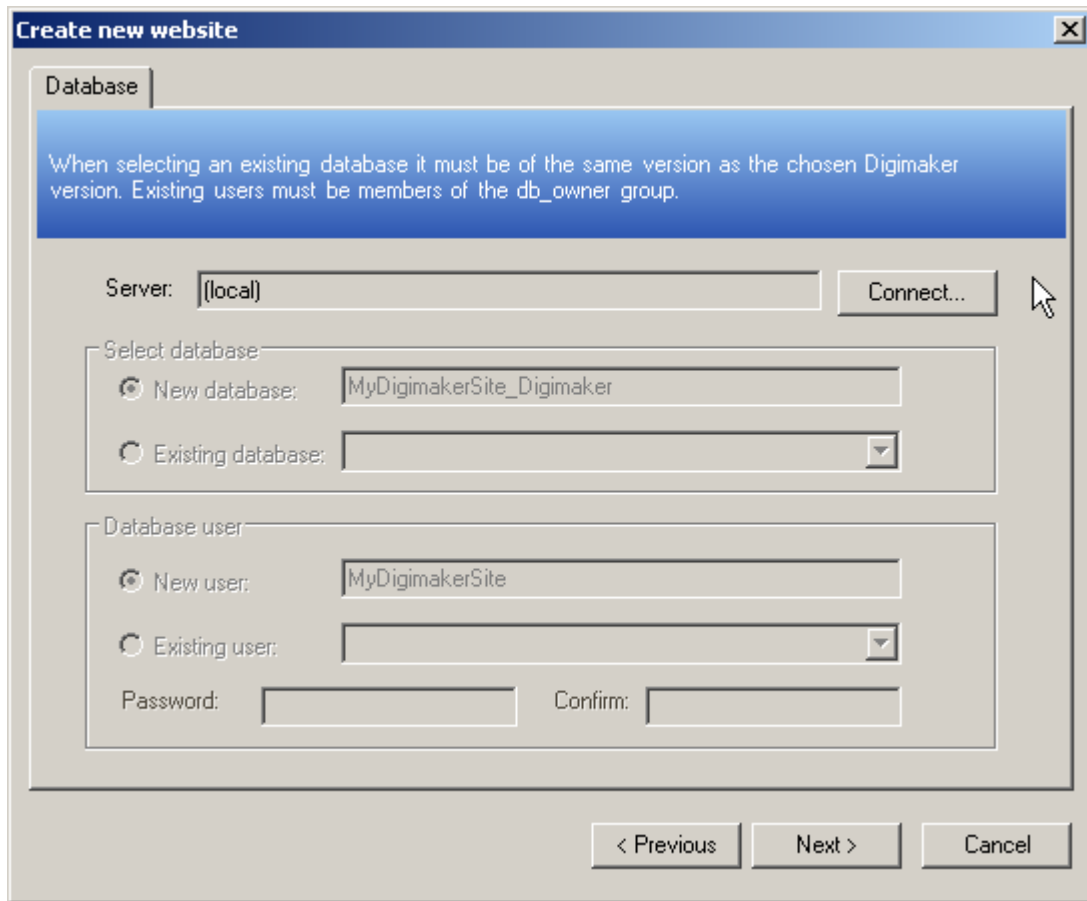 Create new website
Database
When selecting an existing database it must be of the same version as the chosen Digimaker
version. Existing users must be members of the db_owner group.
Server: (local) Connect...
Select database
New database: MyDigimakerSite_Digimaker
Existing database:
Database user
New user: MyDigimakerSite
Existing user:
Password: Confirm:
< Previous Next > Cancel